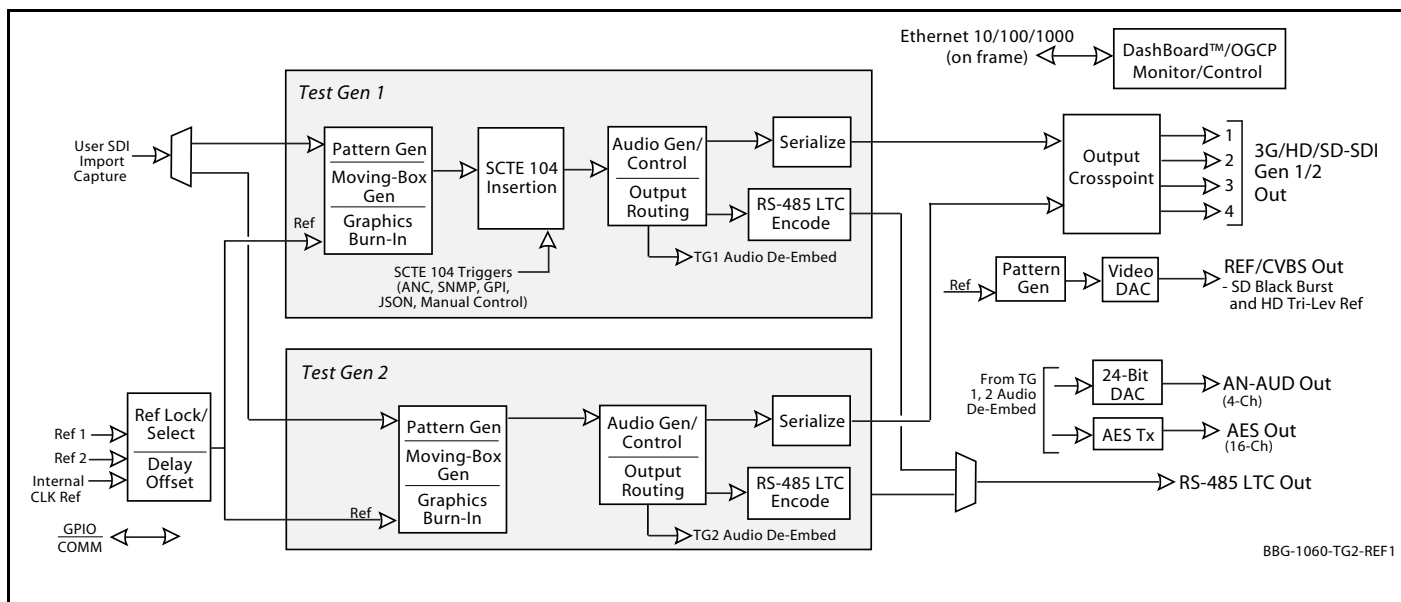 Ethernet 10/100/1000
(on frame)
DashBoard™/OGCP
Monitor/Control
Test Gen 1
User SDI
Import
Capture
Pattern Gen
Moving-Box
Gen
Graphics
Burn-In
Ref
SCTE 104
Insertion
SCTE 104 Triggers
(ANC, SNMP, GPI,
JSON, Manual Control)
Audio Gen/
Control
Output
Routing
TG1 Audio De-Embed
Serialize
RS-485 LTC
Encode
Output
Crosspoint
1
2
3
4
3G/HD/SD-SDI
Gen 1/2
Out
Ref
Pattern
Gen
Video
DAC
REF/CVBS Out
- SD Black Burst
and HD Tri-Lev Ref
Test Gen 2
Ref 1
Ref 2
Internal
CLK Ref
Ref Lock/
Select
Delay
Offset
GPIO
COMM
Pattern Gen
Moving-Box
Gen
Graphics
Burn-In
Ref
Audio Gen/
Control
Output
Routing
TG2 Audio De-Embed
Serialize
RS-485 LTC
Encode
From TG
1, 2 Audio
De-Embed
24-Bit
DAC
AN-AUD Out
(4-Ch)
AES Tx
AES Out
(16-Ch)
RS-485 LTC Out
BBG-1060-TG2-REF1